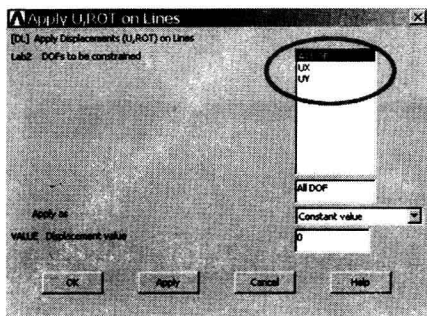 Apply U,ROT on Lines
[DL] Apply Displacements (U,ROT) on Lines
Lab2 DOFs to be constrained
UX
UY
All DOF
Apply as
Constant value
VALUE Displacement value
0
OK
Apply
Cancel
Help